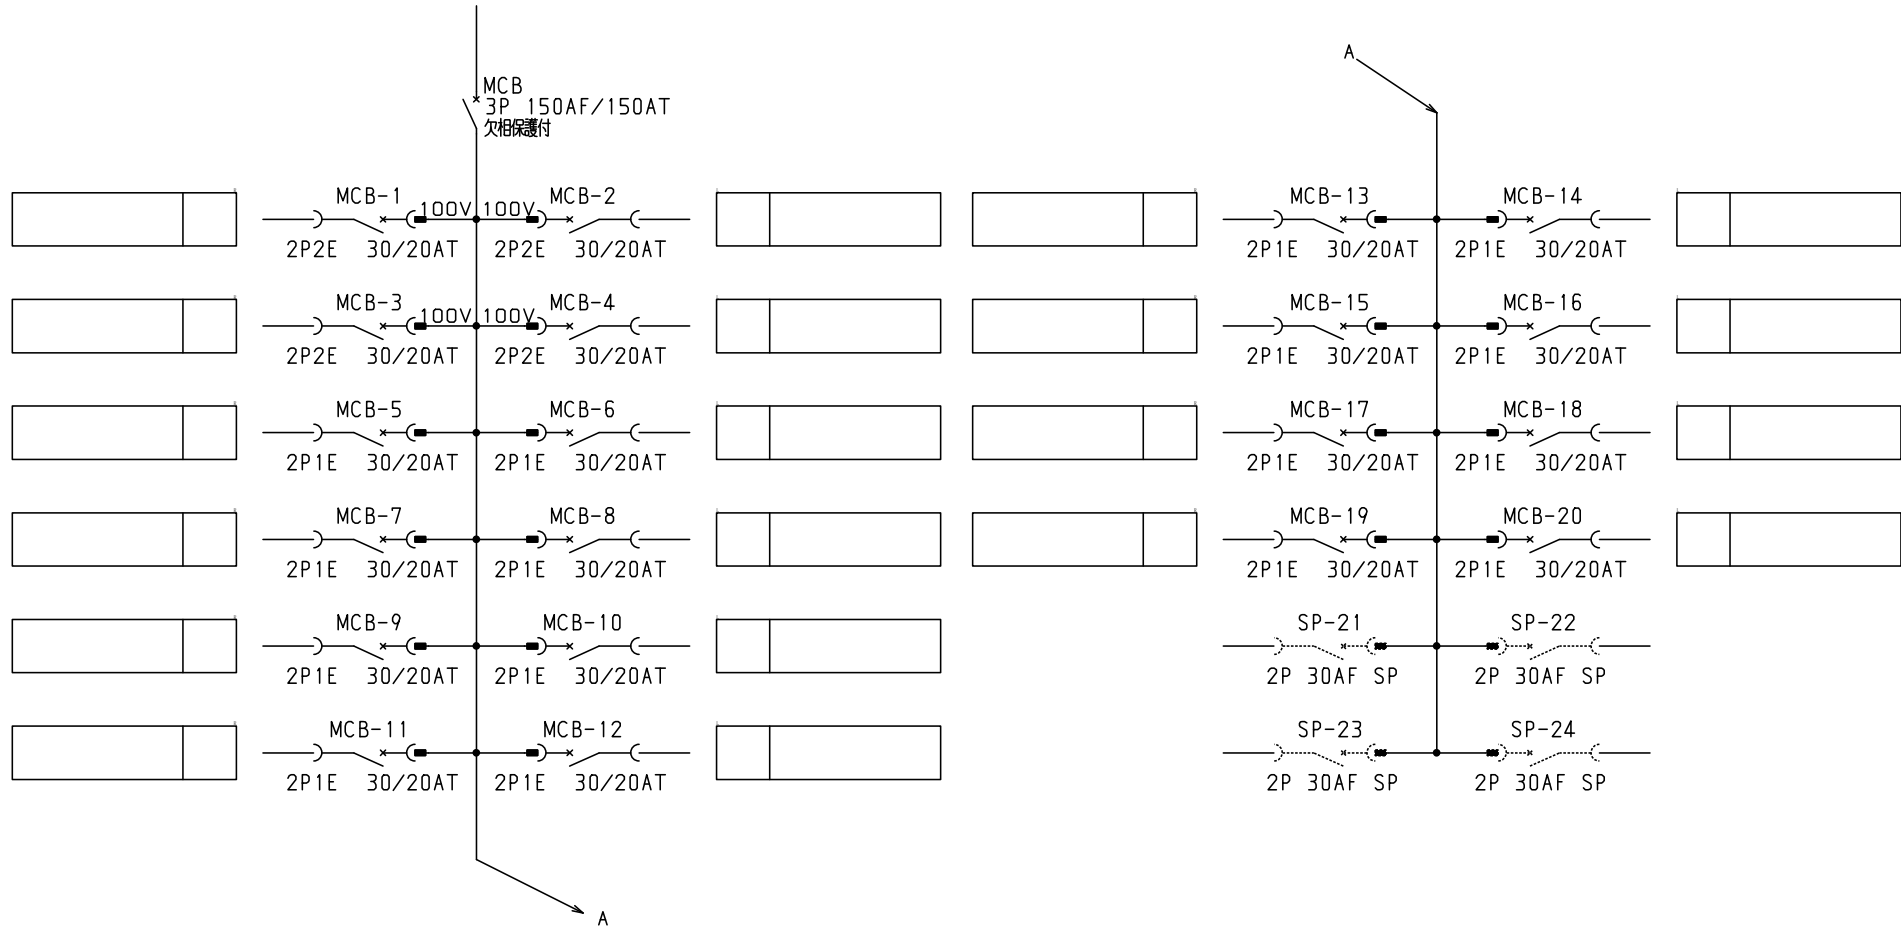 MCB
3P 150AF/150AT
欠相保護付
MCB-1 100V 100V MCB-2
2P2E 30/20AT 2P2E 30/20AT
MCB-3 100V 100V MCB-4
2P2E 30/20AT 2P2E 30/20AT
MCB-5 MCB-6
2P1E 30/20AT 2P1E 30/20AT
MCB-7 MCB-8
2P1E 30/20AT 2P1E 30/20AT
MCB-9 MCB-10
2P1E 30/20AT 2P1E 30/20AT
MCB-11 MCB-12
2P1E 30/20AT 2P1E 30/20AT
A
A
MCB-13 MCB-14
2P1E 30/20AT 2P1E 30/20AT
MCB-15 MCB-16
2P1E 30/20AT 2P1E 30/20AT
MCB-17 MCB-18
2P1E 30/20AT 2P1E 30/20AT
MCB-19 MCB-20
2P1E 30/20AT 2P1E 30/20AT
SP-21 SP-22
2P 30AF SP 2P 30AF SP
SP-23 SP-24
2P 30AF SP 2P 30AF SP